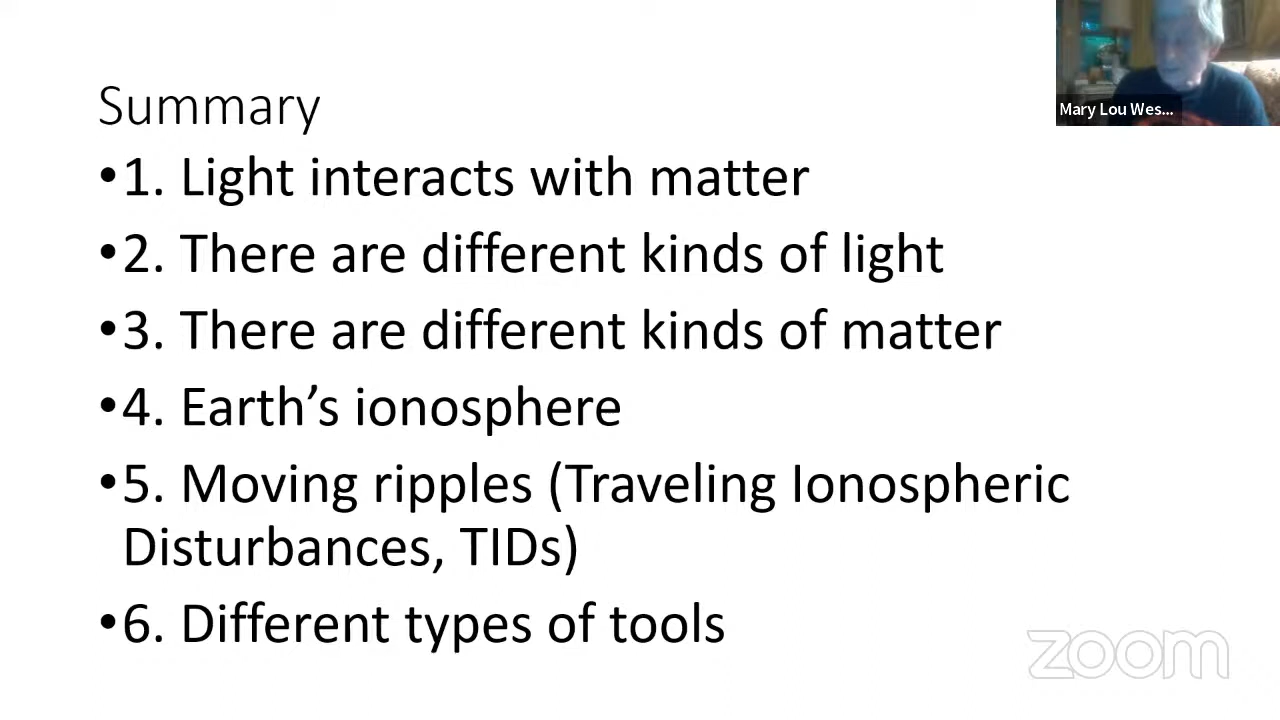 Mary Lou Wes...
Summary
•1. Light interacts with matter
•2. There are different kinds of light
•3. There are different kinds of matter
•4. Earth’s ionosphere
•5. Moving ripples (Traveling Ionospheric
Disturbances, TIDs)
•6. Different types of tools
zoom